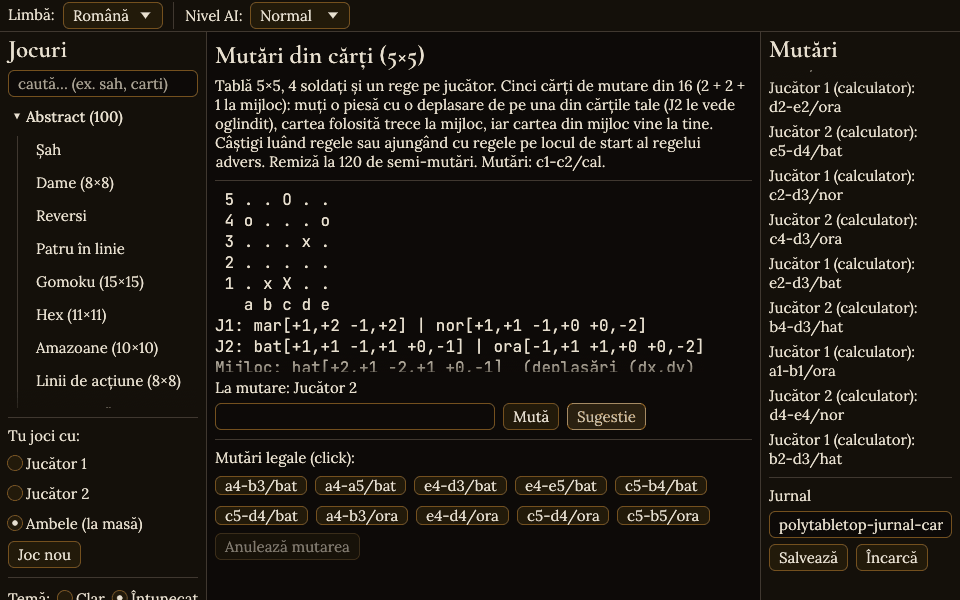 Limbă: Română ▼ Nivel AI: Normal ▼
Jocuri
caută... (ex. sah, carti)
▼ Abstract (100)
Șah
Dame (8×8)
Reversi
Patru în linie
Gomoku (15×15)
Hex (11×11)
Amazoane (10×10)
Linii de acțiune (8×8)
Tu joci cu:
Jucător 1
Jucător 2
Ambele (la masă)
Joc nou
Temă: Clar Întunecat
Mutări din cărți (5×5)
Tablă 5×5, 4 soldați și un rege pe jucător. Cinci cărți de mutare din 16 (2 + 2 +
1 la mijloc): muți o piesă cu o deplasare de pe una din cărțile tale (J2 le vede
oglindit), cartea folosită trece la mijloc, iar cartea din mijloc vine la tine.
Câștigi luând regele sau ajungând cu regele pe locul de start al regelui
advers. Remiză la 120 de semi-mutări. Mutări: c1-c2/cal.
5 . . O . .
4 o . . . o
3 . . . x .
2 . . . . .
1 . x X . .
a b c d e
J1: mar[+1,+2 -1,+2] | nor[+1,+1 -1,+0 +0,-2]
J2: bat[+1,+1 -1,+1 +0,-1] | ora[-1,+1 +1,+0 +0,-2]
Mijloc: hat[+2,+1 -2,+1 +0,-1] (deplasări (dx,dy)
La mutare: Jucător 2
Mută Sugestie
Mutări legale (click):
a4-b3/bat a4-a5/bat e4-d3/bat e4-e5/bat c5-b4/bat
c5-d4/bat a4-b3/ora e4-d4/ora c5-d4/ora c5-b5/ora
Anulează mutarea
Mutări
Jucător 1 (calculator):
d2-e2/ora
Jucător 2 (calculator):
e5-d4/bat
Jucător 1 (calculator):
c2-d3/nor
Jucător 2 (calculator):
c4-d3/ora
Jucător 1 (calculator):
e2-d3/bat
Jucător 2 (calculator):
b4-d3/hat
Jucător 1 (calculator):
a1-b1/ora
Jucător 2 (calculator):
d4-e4/nor
Jucător 1 (calculator):
b2-d3/hat
Jurnal
polytabletop-jurnal-car
Salvează Încarcă